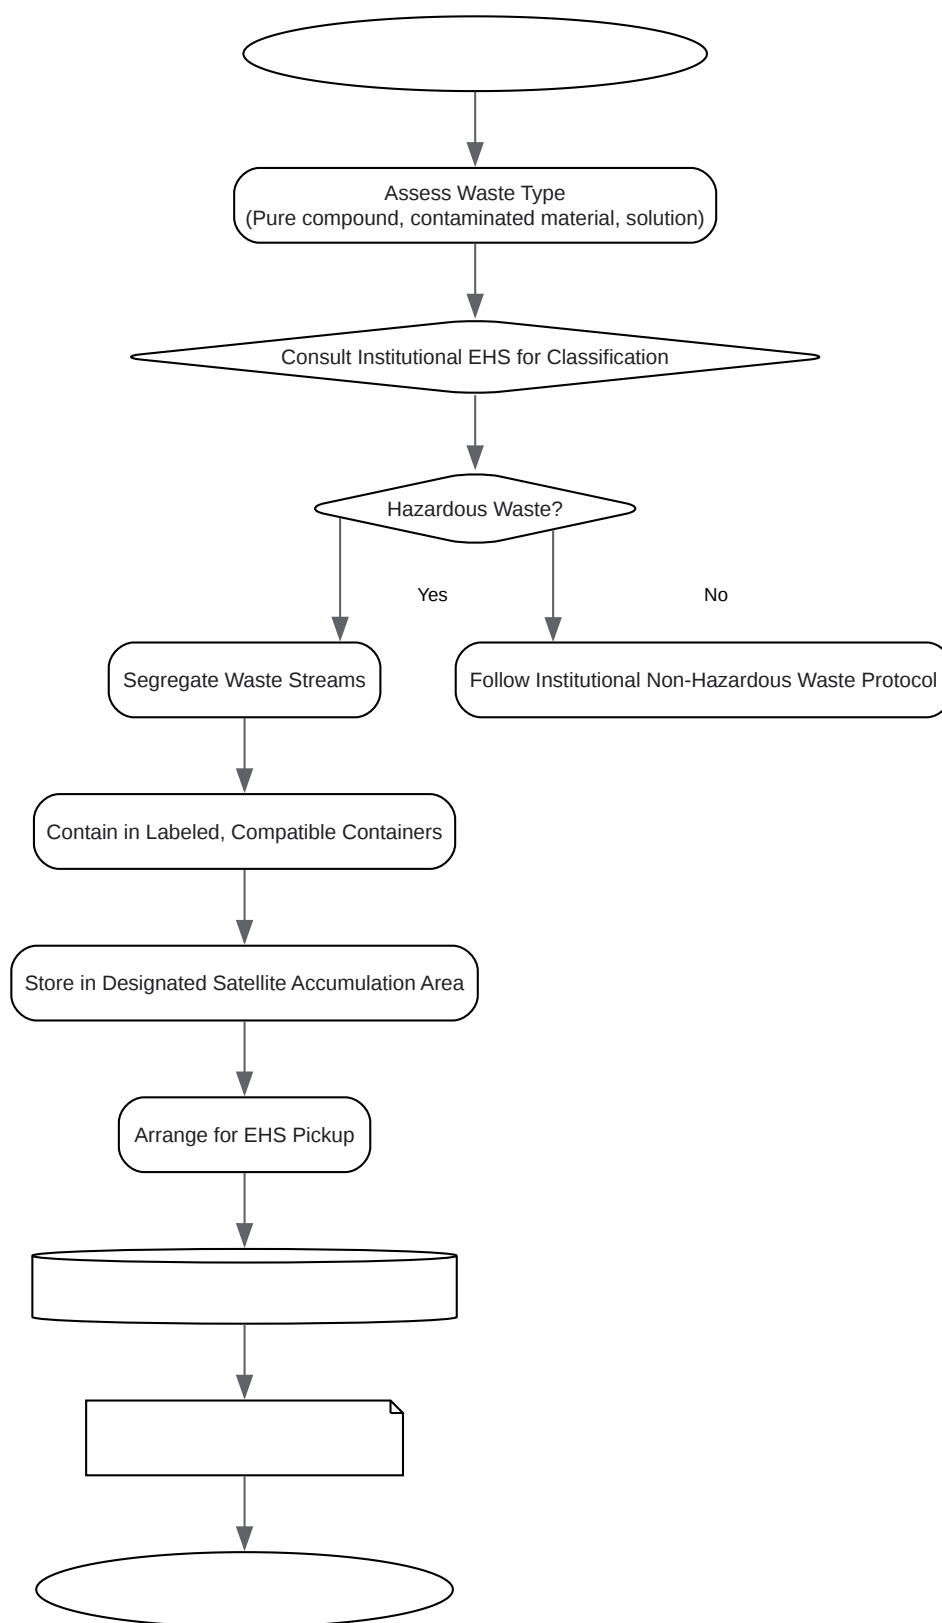 Assess Waste Type
(Pure compound, contaminated material, solution)
Consult Institutional EHS for Classification
Hazardous Waste?
Yes
No
Segregate Waste Streams
Follow Institutional Non-Hazardous Waste Protocol
Contain in Labeled, Compatible Containers
Store in Designated Satellite Accumulation Area
Arrange for EHS Pickup